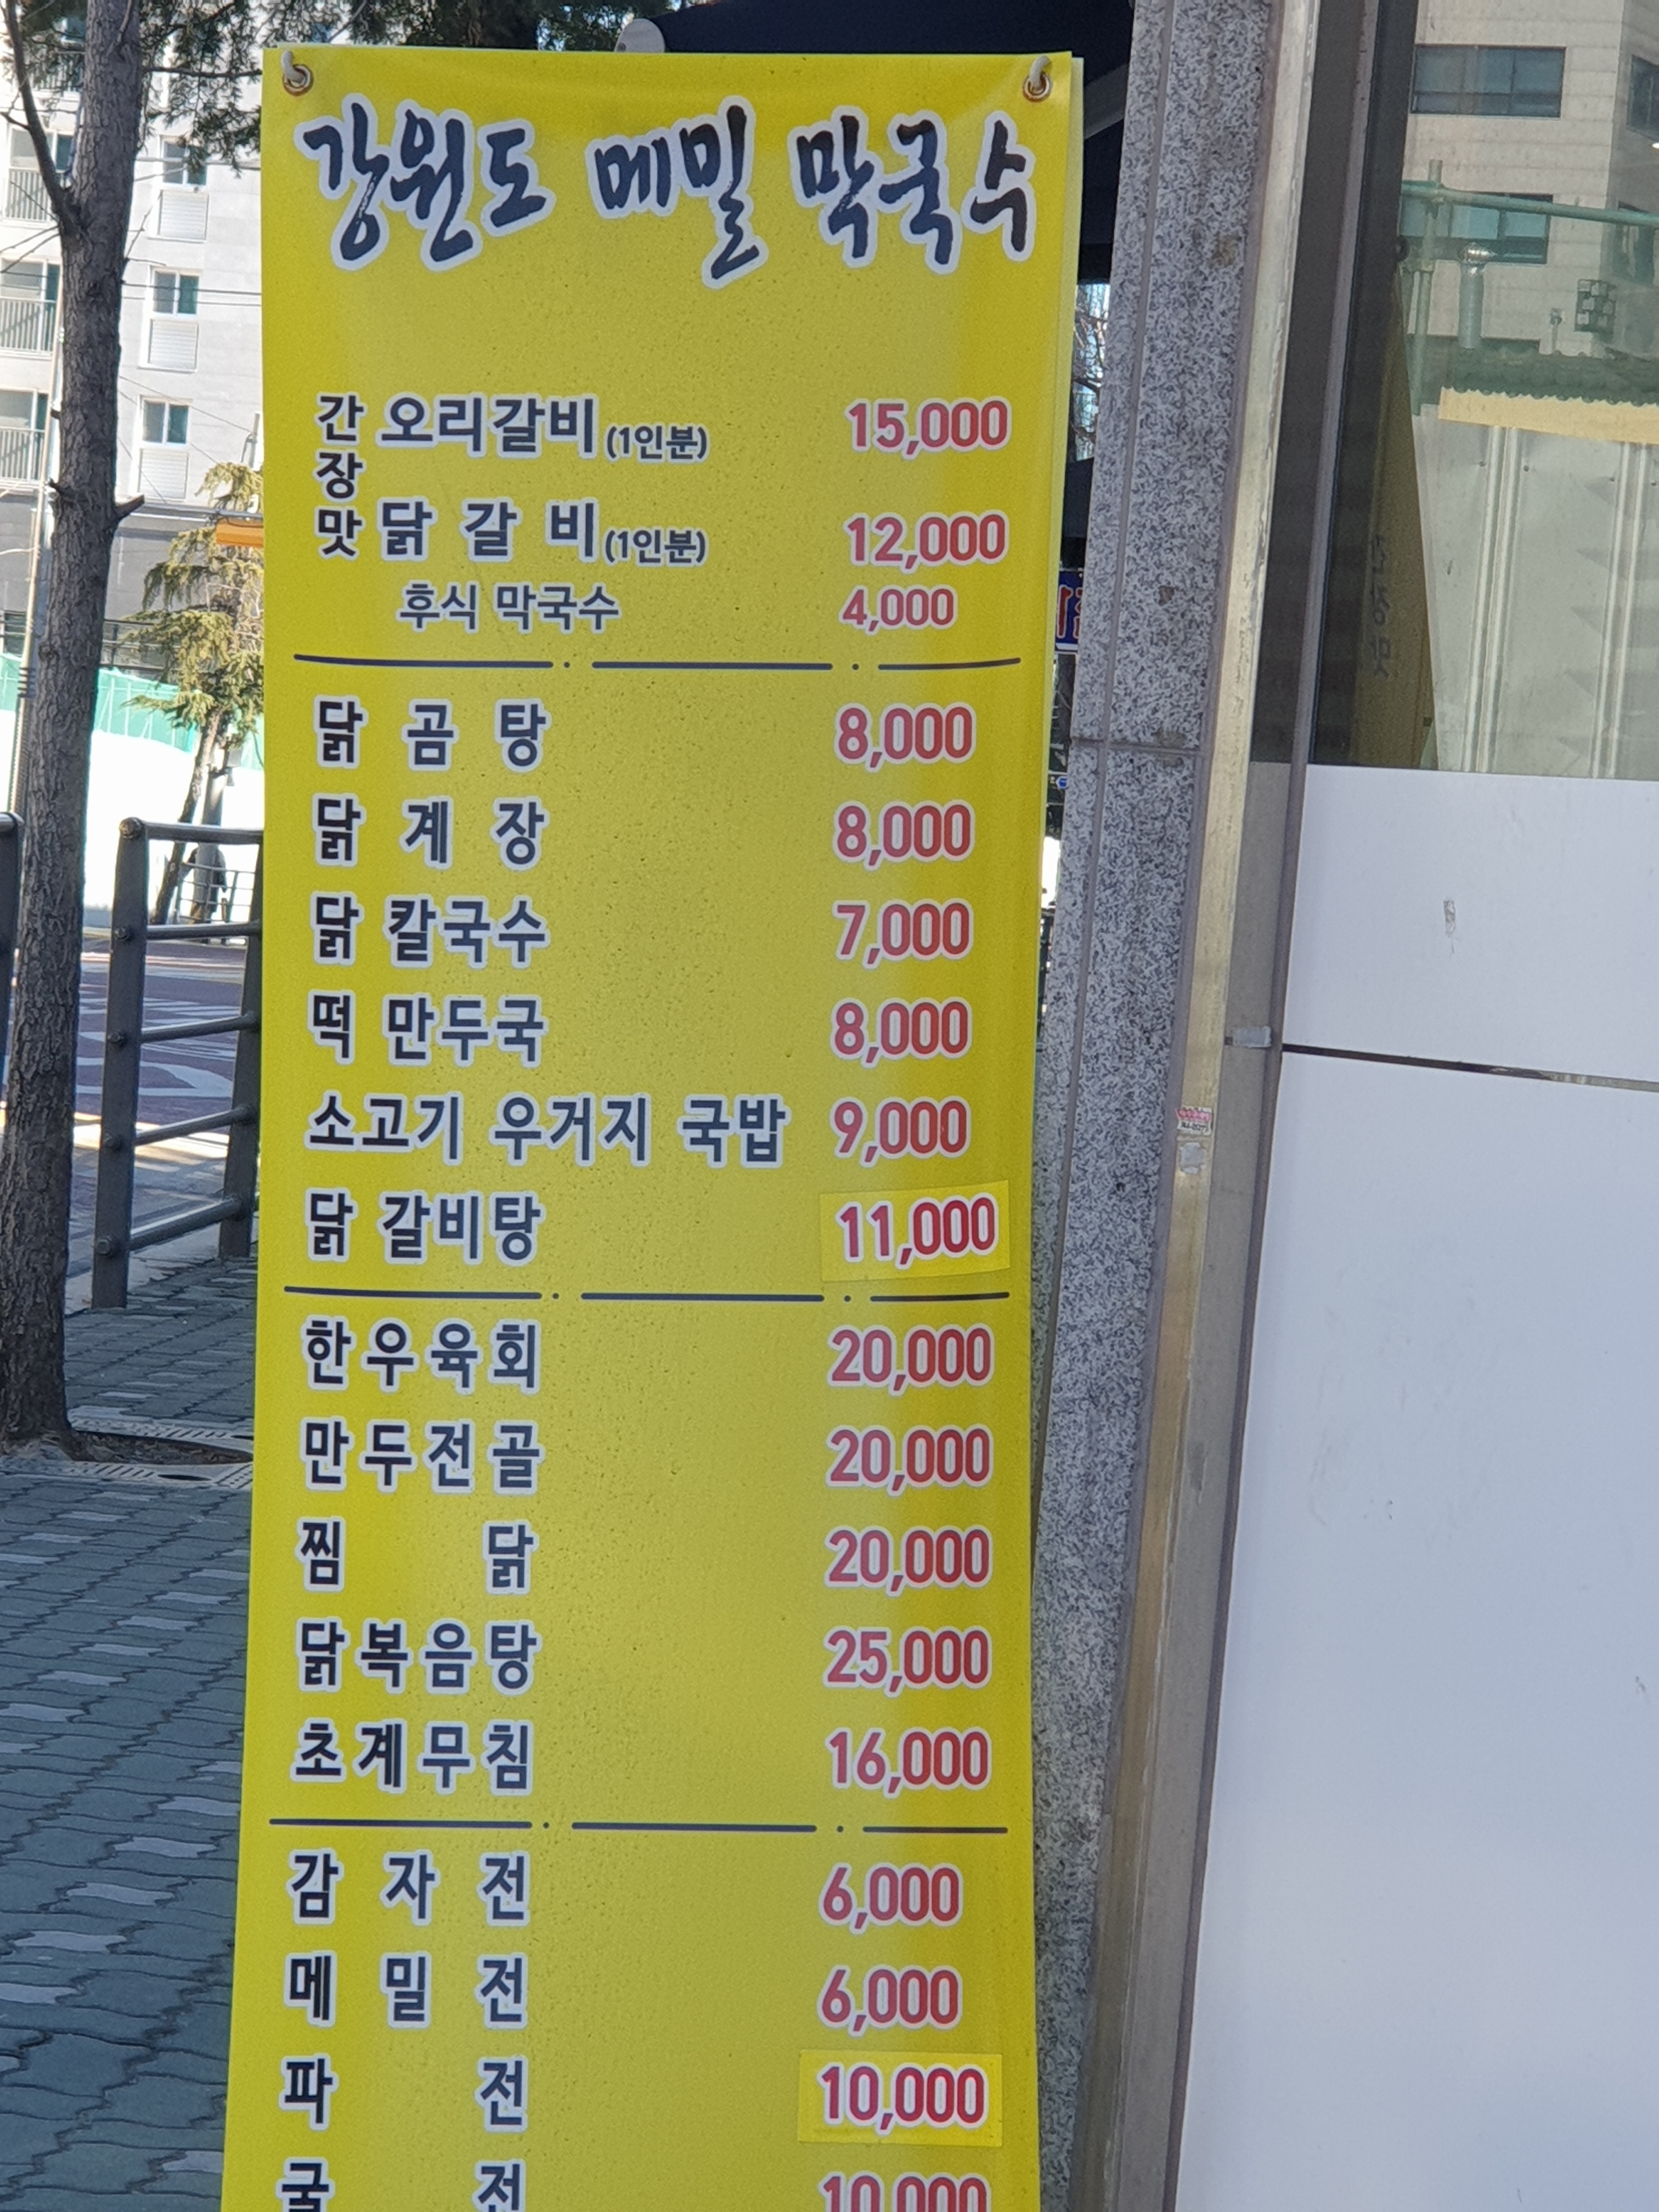 강원도 메밀 막국수
간장맛
오리갈비(1인분) 15,000
닭 갈 비(1인분) 12,000
후식 막국수 4,000
닭 곰 탕 8,000
닭 계 장 8,000
닭 칼국수 7,000
떡 만두국 8,000
소고기 우거지 국밥 9,000
닭 갈비탕 11,000
한우육회 20,000
만두전골 20,000
찜 닭 20,000
닭복음탕 25,000
초계무침 16,000
감 자 전 6,000
메 밀 전 6,000
파 전 10,000
굴 전 10,000